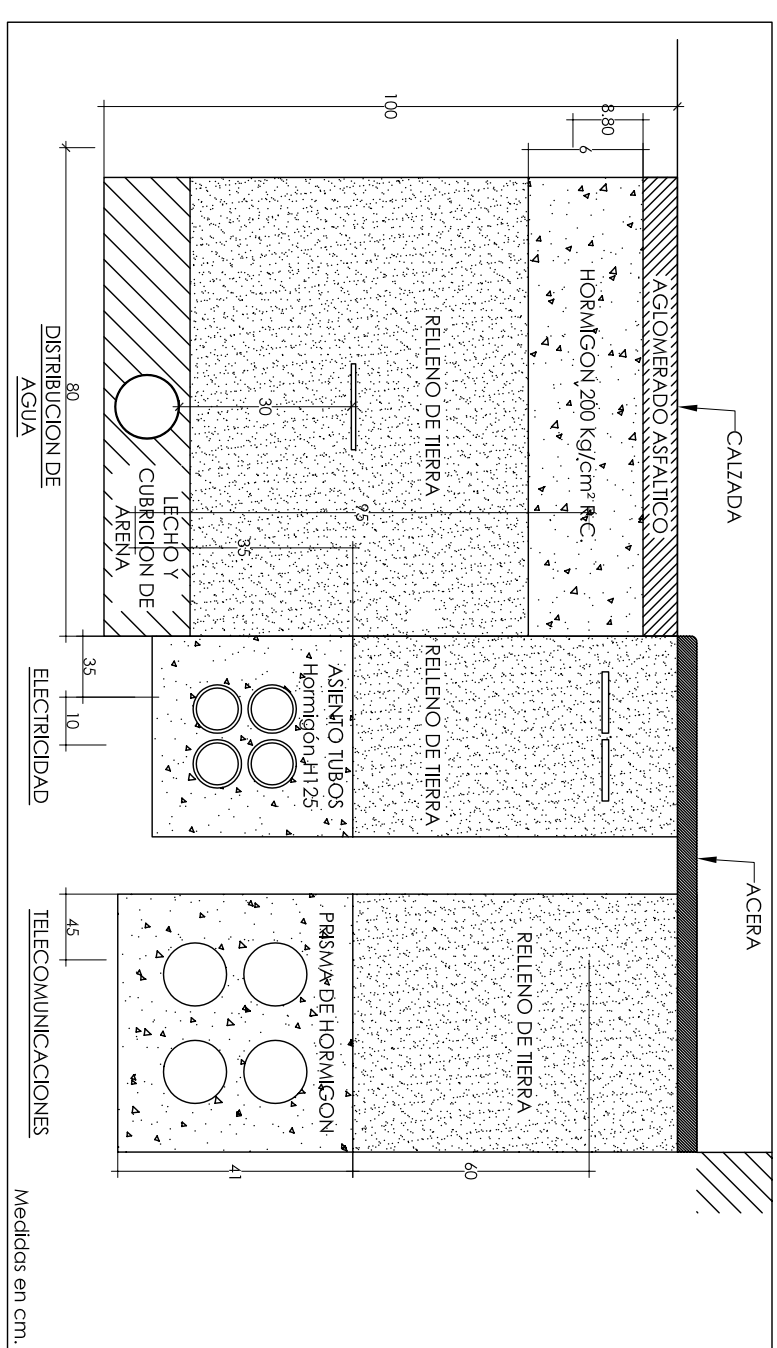 CALZADA
ACERA
AGLOMERADO ASFALTICO
HORMIGON 200 Kg/cm² R.C.
RELLENO DE TIERRA
LECHO Y
CUBRICION DE
ARENA
RELLENO DE TIERRA
ASIENTO TUBOS
Hormigón H125
RELLENO DE TIERRA
PRISMA DE HORMIGON
100
8.80
6
30
95
35
60
41
80
35
10
45
DISTRIBUCION DE
AGUA
ELECTRICIDAD
TELECOMUNICACIONES
Medidas en cm.